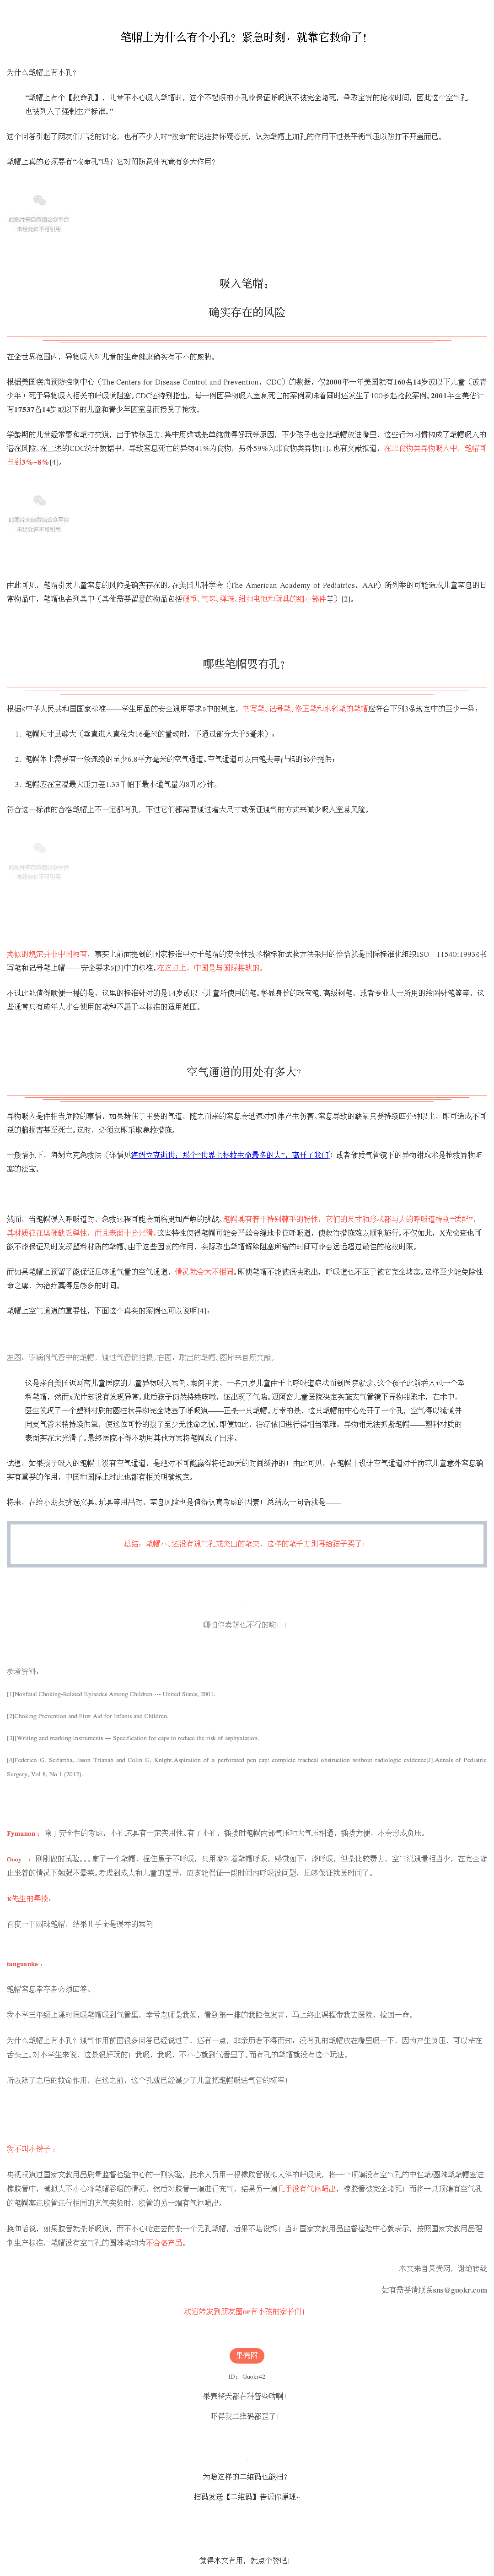 笔帽上为什么有个小孔？紧急时刻，就靠它救命了！
为什么笔帽上有小孔？
“笔帽上有个【救命孔】，儿童不小心吸入笔帽时，这个不起眼的小孔能保证呼吸道不被完全堵死，争取宝贵的抢救时间，因此这个空气孔
也被列入了强制生产标准。”
这个回答引起了网友们广泛的讨论，也有不少人对“救命”的说法持怀疑态度，认为笔帽上加孔的作用不过是平衡气压以防打不开盖而已。
笔帽上真的必须要有“救命孔”吗？它对预防意外究竟有多大作用？
此图片来自微信公众平台
未经允许不可引用
吸入笔帽：
确实存在的风险
在全世界范围内，异物吸入对儿童的生命健康确实有不小的威胁。
根据美国疾病预防控制中心（The Centers for Disease Control and Prevention，CDC）的数据，仅2000年一年美国就有160名14岁或以下儿童（或青
少年）死于异物吸入相关的呼吸道阻塞。CDC还特别指出，每一例因异物吸入窒息死亡的案例意味着同时还发生了100多起抢救案例。2001年全美估计
有17537名14岁或以下的儿童和青少年因窒息而接受了抢救。
学龄期的儿童经常要和笔打交道，出于转移压力、集中思维或是单纯觉得好玩等原因，不少孩子也会把笔帽放进嘴里，这些行为习惯构成了笔帽吸入的
潜在风险。在上述的CDC统计数据中，导致窒息死亡的异物41%为食物，另外59%为非食物类异物[1]。也有文献报道，在非食物类异物吸入中，笔帽可
占到3%~8%[4]。
此图片来自微信公众平台
未经允许不可引用
由此可见，笔帽引发儿童窒息的风险是确实存在的。在美国儿科学会（The American Academy of Pediatrics，AAP）所列举的可能造成儿童窒息的日
常物品中，笔帽也名列其中（其他需要留意的物品包括硬币、气球、弹珠、纽扣电池和玩具的细小部件等）[2]。
哪些笔帽要有孔？
根据《中华人民共和国国家标准——学生用品的安全通用要求》中的规定，书写笔、记号笔、修正笔和水彩笔的笔帽应符合下列3条规定中的至少一条：
1. 笔帽尺寸足够大（垂直进入直径为16毫米的量规时，不通过部分大于5毫米）；
2. 笔帽体上需要有一条连续的至少6.8平方毫米的空气通道。空气通道可以由笔夹等凸起的部分提供；
3. 笔帽应在室温最大压力差1.33千帕下最小通气量为8升/分钟。
符合这一标准的合格笔帽上不一定都有孔，不过它们都需要通过增大尺寸或保证通气的方式来减少吸入窒息风险。
此图片来自微信公众平台
未经允许不可引用
类似的规定并非中国独有，事实上前面提到的国家标准中对于笔帽的安全性技术指标和试验方法采用的恰恰就是国际标准化组织ISO 11540:1993《书
写笔和记号笔上帽——安全要求》[3]中的标准。在这点上，中国是与国际接轨的。
不过此处值得顺便一提的是，这里的标准针对的是14岁或以下儿童所使用的笔。彰显身份的珠宝笔、高级钢笔，或者专业人士所用的绘图针笔等等，这
些通常只有成年人才会使用的笔种不属于本标准的适用范围。
空气通道的用处有多大？
异物吸入是件相当危险的事情，如果堵住了主要的气道，随之而来的窒息会迅速对机体产生伤害。窒息导致的缺氧只要持续四分钟以上，即可造成不可
逆的脑损害甚至死亡。这时，必须立即采取急救措施。
一般情况下，海姆立克急救法（详情见海姆立克逝世，那个“世界上拯救生命最多的人”，离开了我们）或者硬质气管镜下的异物钳取术是抢救异物阻
塞的法宝。
然而，当笔帽误入呼吸道时，急救过程可能会面临更加严峻的挑战。笔帽具有若干特别棘手的特性，它们的尺寸和形状都与人的呼吸道特别“适配”，
其材质往往坚硬缺乏弹性，而且表面十分光滑。这些特性使得笔帽可能会严丝合缝地卡住呼吸道，使救治措施难以顺利施行。不仅如此，X光检查也可
能不能保证及时发现塑料材质的笔帽。由于这些因素的作用，实际取出笔帽解除阻塞所需的时间可能会远远超过最佳的抢救时限。
而如果笔帽上预留了能保证足够通气量的空气通道，情况就会大不相同。即使笔帽不能被很快取出，呼吸道也不至于被它完全堵塞。这样至少能免除性
命之虞，为治疗赢得足够多的时间。
笔帽上空气通道的重要性，下面这个真实的案例也可以说明[4]：
左图，该病例气管中的笔帽，通过气管镜拍摄。右图，取出的笔帽。图片来自原文献。
这是来自美国迈阿密儿童医院的儿童异物吸入案例。案例主角，一名九岁儿童由于上呼吸道症状而到医院就诊。这个孩子此前吞入过一个塑
料笔帽，然而X光片却没有发现异常。此后孩子仍然持续咳嗽，还出现了气喘。迈阿密儿童医院决定实施支气管镜下异物钳取术，在术中，
医生发现了一个塑料材质的圆柱状异物完全堵塞了呼吸道——正是一只笔帽。万幸的是，这只笔帽的中心处开了一个孔，空气得以流通并
向支气管末梢持续供氧，使这位可怜的孩子至少无性命之忧。即便如此，治疗依旧进行得相当艰难，异物钳无法抓紧笔帽——塑料材质的
表面实在太光滑了。最终医院不得不动用其他方案将笔帽取了出来。
试想，如果孩子吸入的笔帽上没有空气通道，是绝对不可能赢得将近20天的时间缓冲的！由此可见，在笔帽上设计空气通道对于防范儿童意外窒息确
实有重要的作用，中国和国际上对此也都有相关明确规定。
将来，在给小朋友挑选文具、玩具等用品时，窒息风险也是值得认真考虑的因素！总结成一句话就是——
总结：笔帽小、还没有通气孔或突出的笔夹，这样的笔千万别再给孩子买了！
哪怕你卖萌也不行的呦！！
参考资料：
[1]Nonfatal Choking-Related Episodes Among Children --- United States, 2001.
[2]Choking Prevention and First Aid for Infants and Children.
[3][Writing and marking instruments — Specification for caps to reduce the risk of asphyxiation.
[4]Federico G. Seifartha, Jason Trianab and Colin G. Knight.Aspiration of a perforated pen cap: complete tracheal obstruction without radiologic evidence[J].Annals of Pediatric
Surgery, Vol 8, No 1 (2012).
Fymanon：除了安全性的考虑，小孔还具有一定实用性。有了小孔，插拔时笔帽内部气压和大气压相通，插拔方便，不会形成负压。
Osoy ：刚刚做的试验。。。拿了一个笔帽，捏住鼻子不呼吸，只用嘴对着笔帽呼吸，感觉如下，能呼吸，但是比较费力，空气流通量相当少，在完全静
止坐着的情况下勉强不晕菜。考虑到成人和儿童的差异，应该能保证一段时间内呼吸没问题，足够保证就医时间了。
K先生的毒摺：
百度一下圆珠笔帽，结果几乎全是误吞的案例
tanguanke：
笔帽窒息幸存者必须回答。
我小学三年级上课时候吸笔帽吸到气管里，幸亏老师是我妈，看到第一排的我脸色发青，马上终止课程带我去医院，捡回一命。
为什么笔帽上有小孔？通气作用前面很多回答已经说过了，还有一点，非亲历者不得而知，没有孔的笔帽放在嘴里吸一下，因为产生负压，可以粘在
舌头上。对小学生来说，这是很好玩的！我吸，我吸，不小心就到气管里了。而有孔的笔帽就没有这个玩法。
所以除了之后的救命作用，在这之前，这个孔就已经减少了儿童把笔帽吸进气管的概率！
我不叫小辫子：
央视报道过国家文教用品质量监督检验中心的一则实验，技术人员用一根橡胶管模拟人体的呼吸道，将一个顶端没有空气孔的中性笔/圆珠笔笔帽塞进
橡胶管中，模拟人不小心将笔帽吞咽的情况，然后对胶管一端进行充气，结果另一端几乎没有气体喷出，橡胶管被完全堵死！而将一只顶端有空气孔
的笔帽塞进胶管进行相同的充气实验时，胶管的另一端有气体喷出。
换句话说，如果胶管就是呼吸道，而不小心吃进去的是一个无孔笔帽，后果不堪设想！当时国家文教用品监督检验中心就表示，按照国家文教用品强
制生产标准，笔帽没有空气孔的圆珠笔均为不合格产品。
本文来自果壳网，谢绝转载
如有需要请联系sns@guokr.com
欢迎转发到朋友圈or有小孩的家长们！
果壳网
ID：Guokr42
果壳整天都在科普些啥啊！
吓得我二维码都歪了！
为啥这样的二维码也能扫？
扫码发送【二维码】告诉你原理~
觉得本文有用，就点个赞吧！